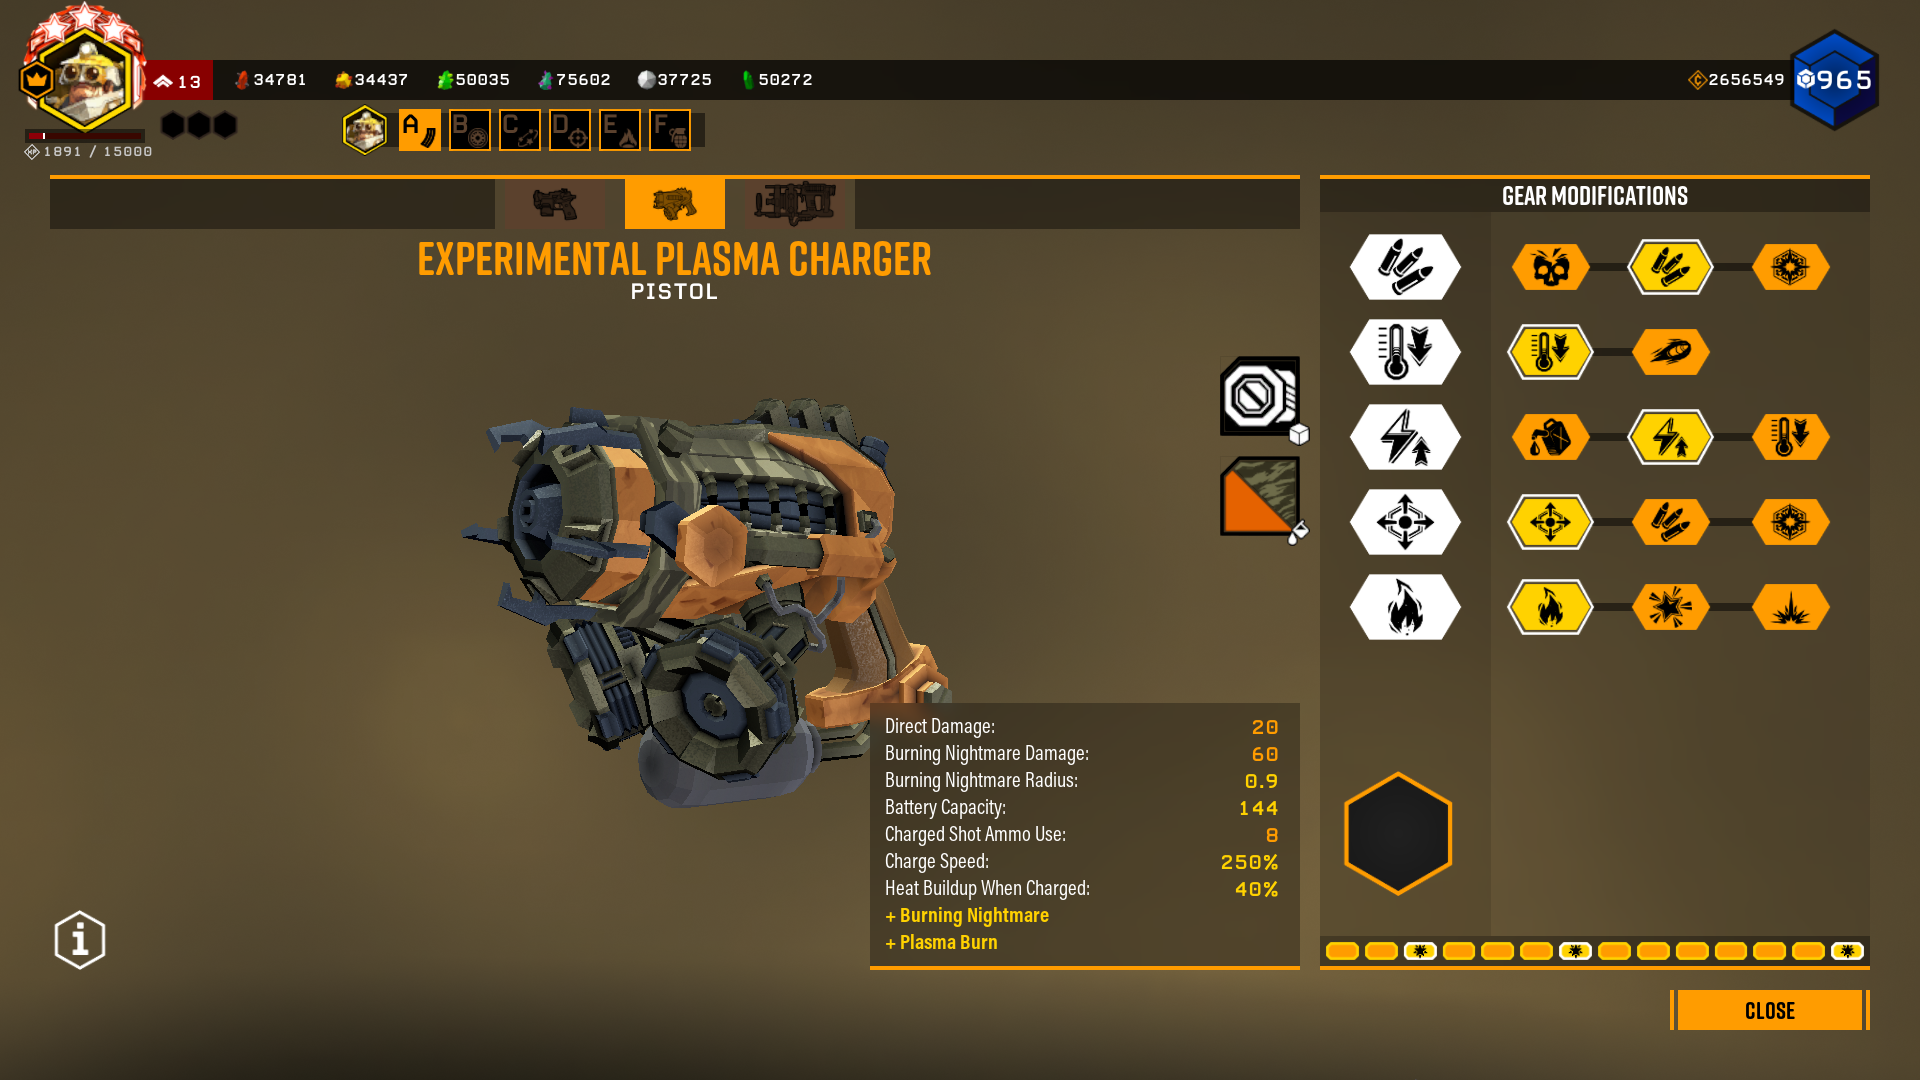 13
34781
34437
50035
75602
37725
50272
2656549
965
1891 / 15000
A
B
C
D
E
F
EXPERIMENTAL PLASMA CHARGER
PISTOL
GEAR MODIFICATIONS
Direct Damage: 20
Burning Nightmare Damage: 60
Burning Nightmare Radius: 0.9
Battery Capacity: 144
Charged Shot Ammo Use: 8
Charge Speed: 250%
Heat Buildup When Charged: 40%
+ Burning Nightmare
+ Plasma Burn
CLOSE